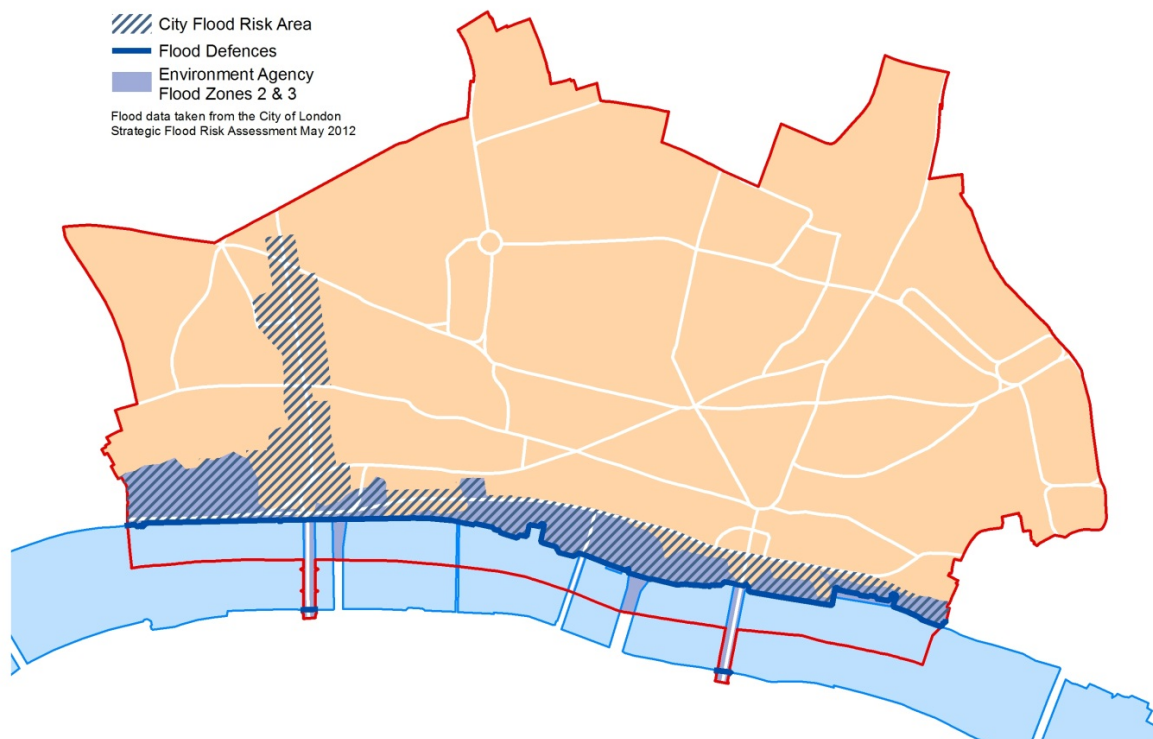 City Flood Risk Area
Flood Defences
Environment Agency
Flood Zones 2 & 3
Flood data taken from the City of London
Strategic Flood Risk Assessment May 2012